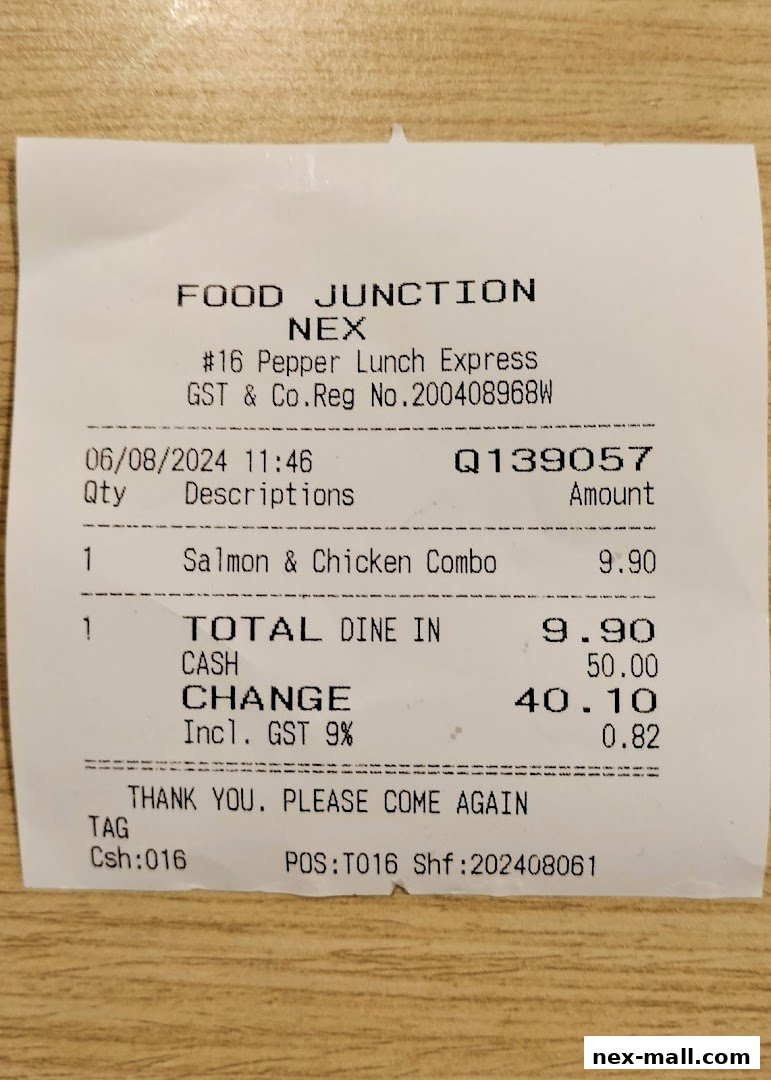 FOOD JUNCTION
NEX
#16 Pepper Lunch Express
GST & Co.Reg No.200408968W
06/08/2024 11:46 Q139057
Qty Descriptions Amount
1 Salmon & Chicken Combo 9.90
1 TOTAL DINE IN 9.90
CASH 50.00
CHANGE 40.10
Incl. GST 9% 0.82
THANK YOU. PLEASE COME AGAIN
TAG
Csh:016 POS:T016 Shf:202408061
nex-mall.com